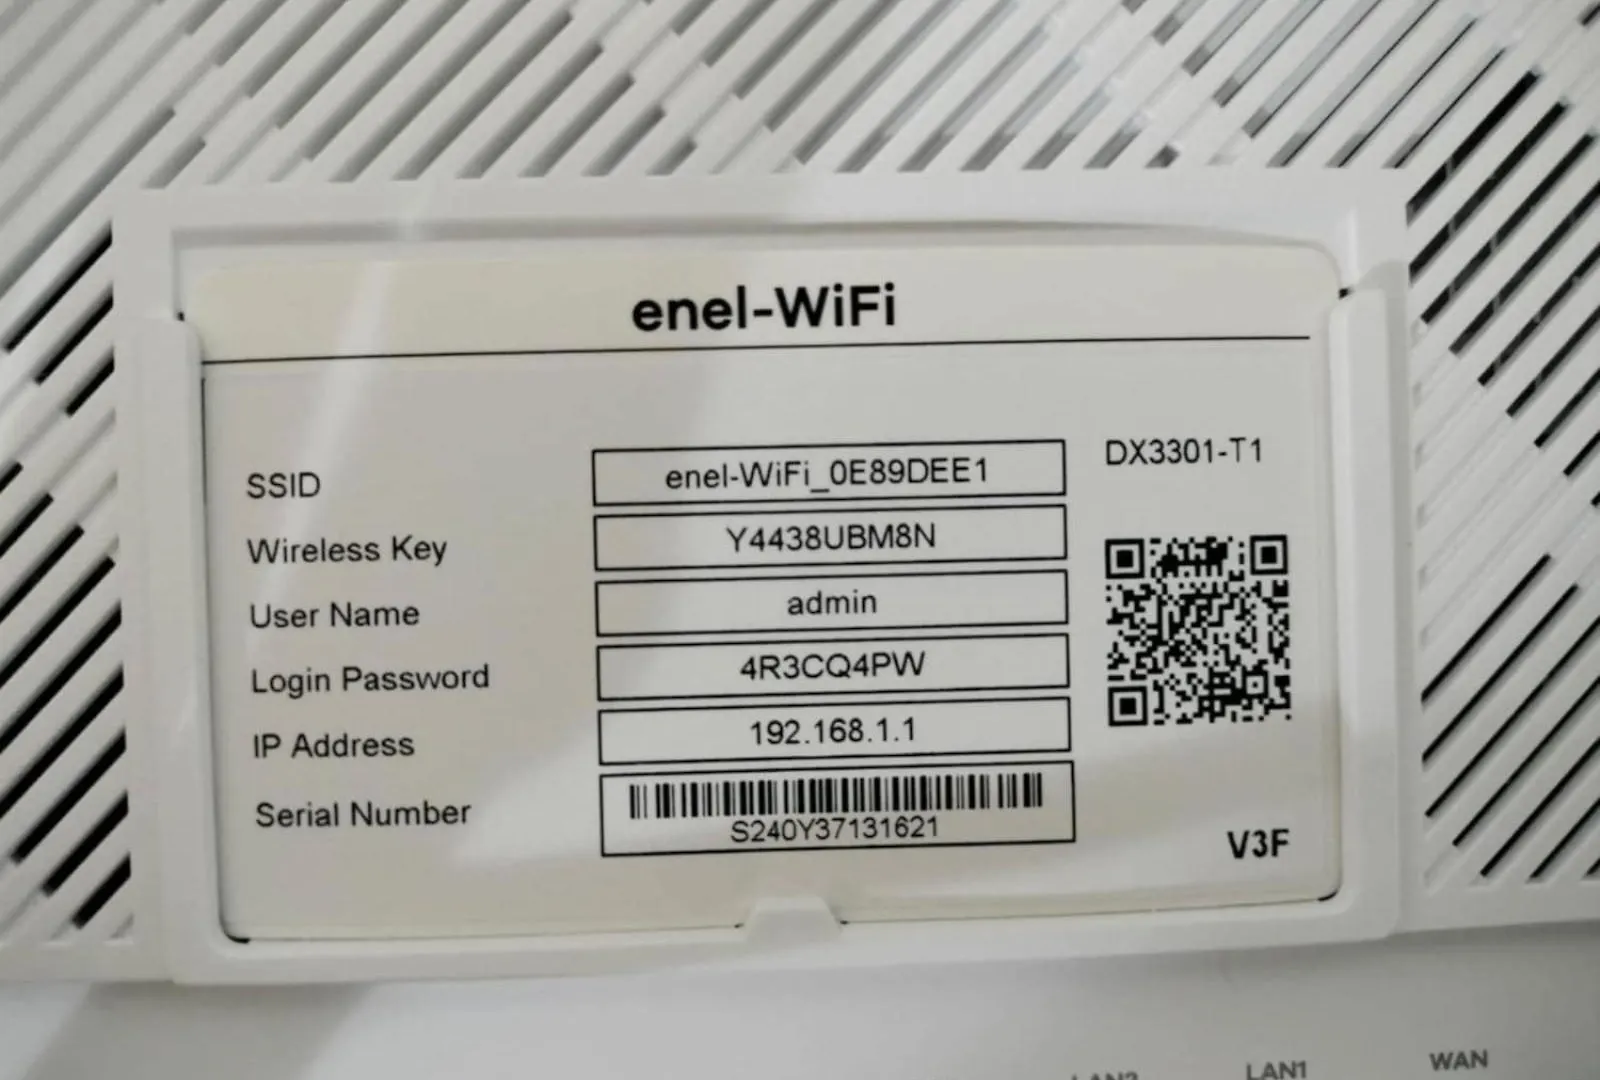 enel-WiFi
SSID enel-WiFi_0E89DEE1
DX3301-T1
Wireless Key Y4438UBM8N
User Name admin
Login Password 4R3CQ4PW
IP Address 192.168.1.1
Serial Number S240Y37131621
V3F
LAN1 WAN